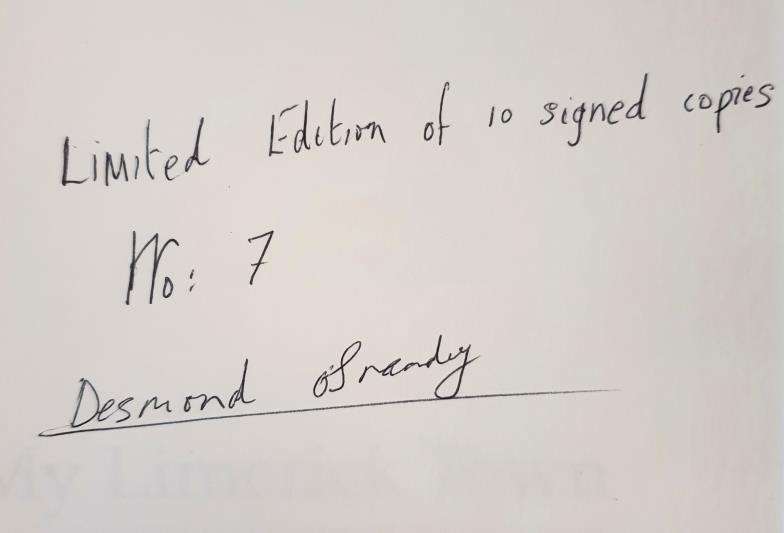 Limited Edition of 10 signed copies
No: 7
Desmond O'Grady
My Limerick Town